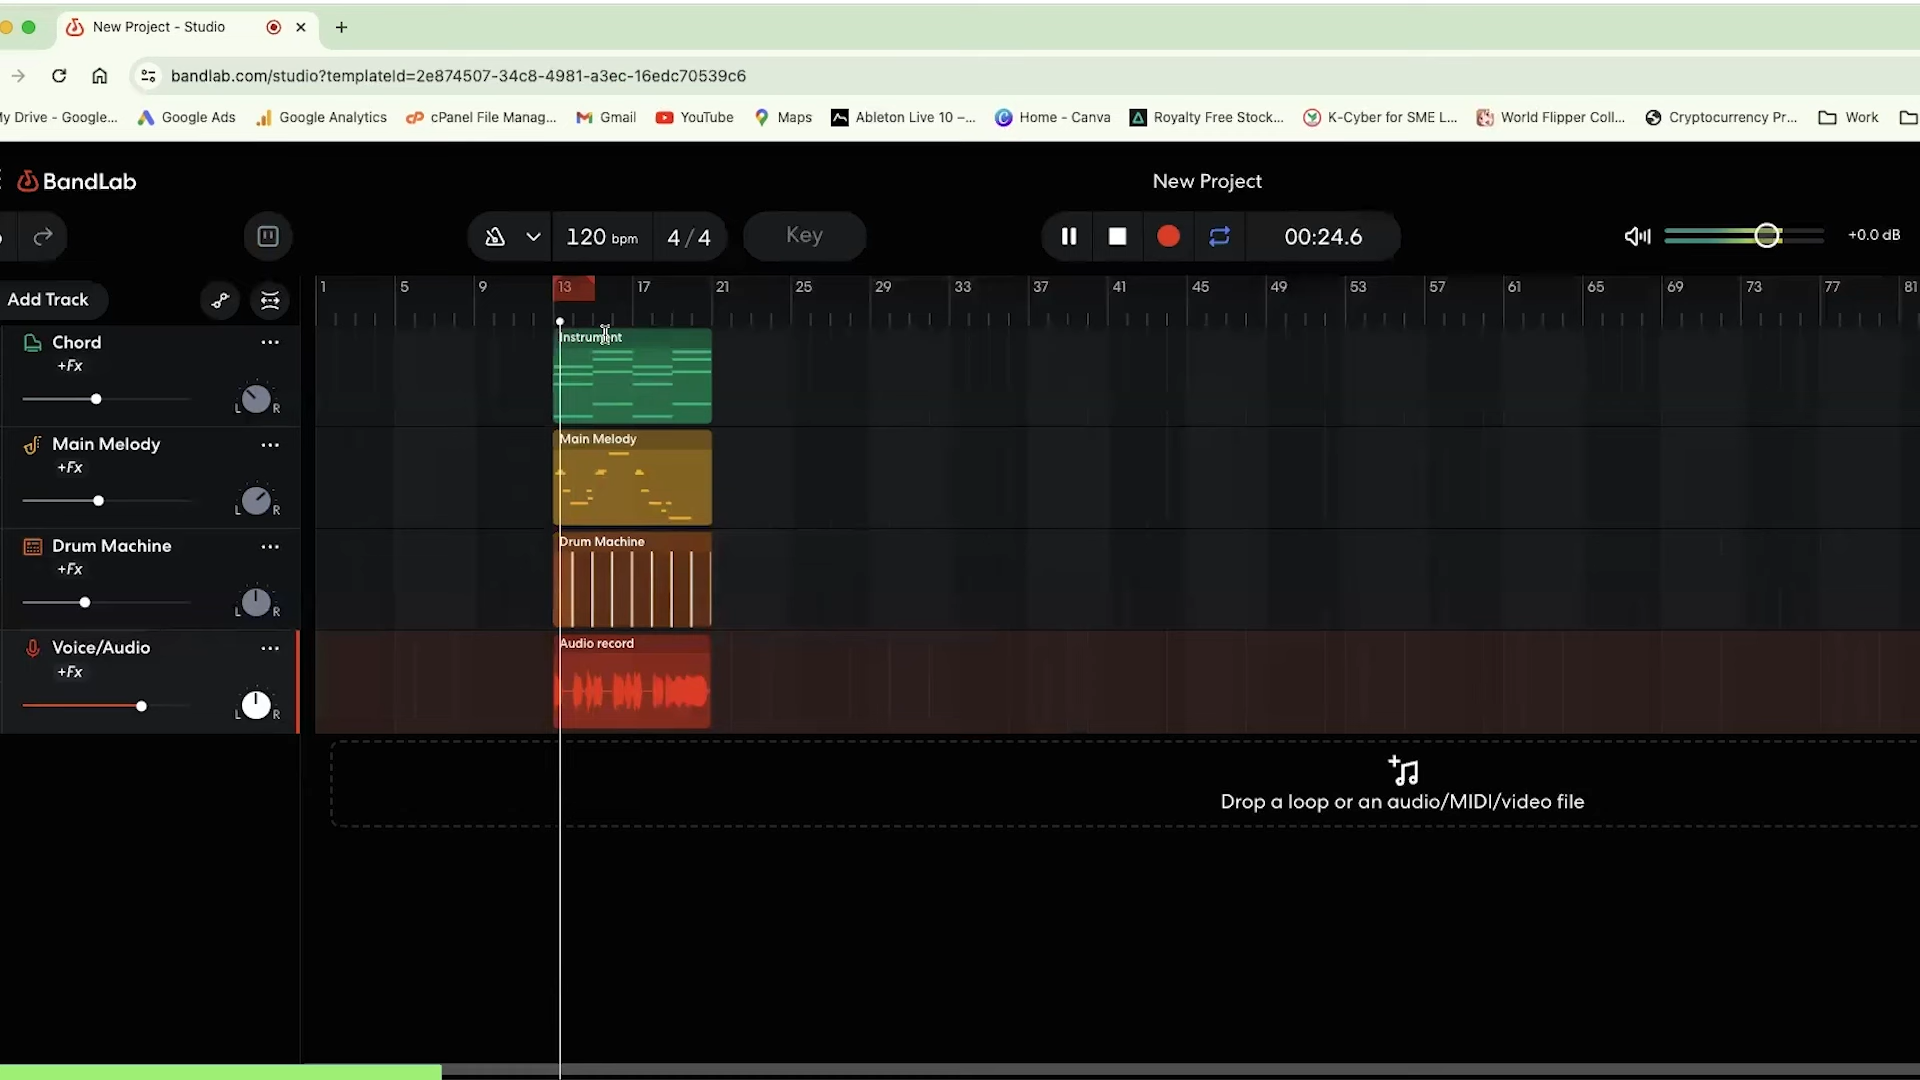 New Project - Studio
bandlab.com/studio?templateId=2e874507-34c8-4981-a3ec-16edc70539c6
My Drive - Google... Google Ads Google Analytics cPanel File Manag... Gmail YouTube Maps Ableton Live 10 –... Home - Canva Royalty Free Stock... K-Cyber for SME L... World Flipper Coll... Cryptocurrency Pr... Work
BandLab
New Project
120 bpm 4/4 Key 00:24.6 +0.0 dB
Add Track
1 5 9 13 17 21 25 29 33 37 41 45 49 53 57 61 65 69 73 77 81
Chord
+Fx
L R
Instrument
Main Melody
+Fx
L R
Main Melody
Drum Machine
+Fx
L R
Drum Machine
Voice/Audio
+Fx
L R
Audio record
Drop a loop or an audio/MIDI/video file